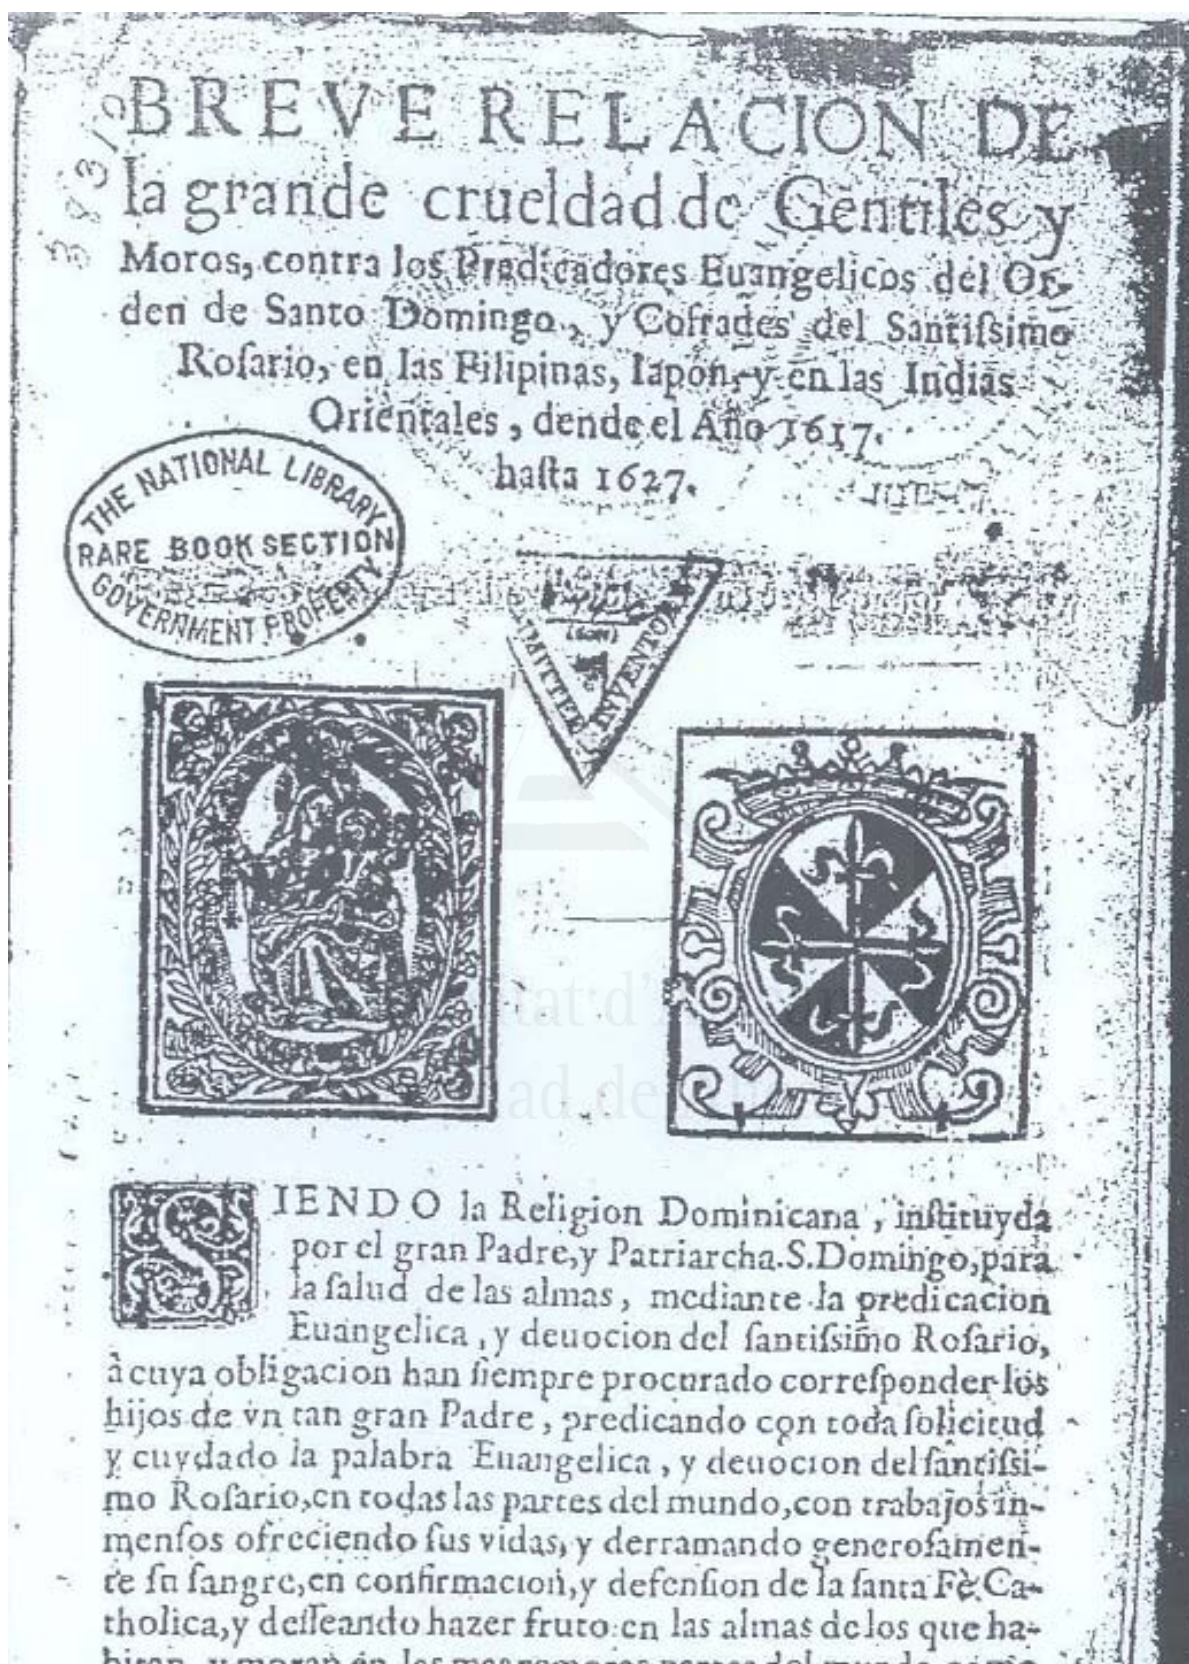 BREVE RELACION DE
la grande crueldad de Gentiles y
Moros, contra los Predicadores Euangelicos del Or-
den de Santo Domingo, y Cofrades del Santiſsimo
Roſario, en las Filipinas, Iapon, y en las Indias
Orientales, dende el Año 1617.
haſta 1627.
38310
THE NATIONAL LIBRARY
RARE BOOK SECTION
GOVERNMENT PROPERTY
INVENTOR
SIENDO la Religion Dominicana, inſtituyda
por el gran Padre, y Patriarcha. S. Domingo, para
la ſalud de las almas, mediante la predicacion
Euangelica, y deuocion del ſantiſsimo Roſario,
à cuya obligacion han ſiempre procurado correſponder los
hijos de vn tan gran Padre, predicando con toda ſolicitud
y cuydado la palabra Euangelica, y deuocion del ſantiſsi-
mo Roſario, en todas las partes del mundo, con trabajos in-
menſos ofreciendo ſus vidas, y derramando generoſamen-
te ſu ſangre, en confirmacion, y defenſion de la ſanta Fè Ca-
tholica, y deſſeando hazer fruto en las almas de los que ha-